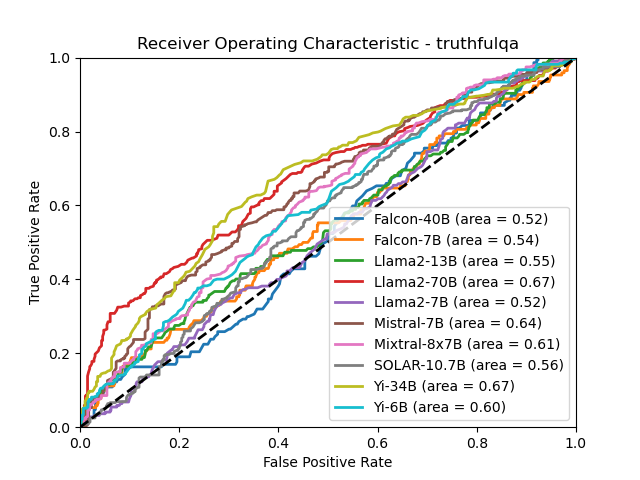 Receiver Operating Characteristic - truthfulqa
1.0
0.8
0.6
0.4
0.2
0.0
True Positive Rate
Falcon-40B (area = 0.52)
Falcon-7B (area = 0.54)
Llama2-13B (area = 0.55)
Llama2-70B (area = 0.67)
Llama2-7B (area = 0.52)
Mistral-7B (area = 0.64)
Mixtral-8x7B (area = 0.61)
SOLAR-10.7B (area = 0.56)
Yi-34B (area = 0.67)
Yi-6B (area = 0.60)
0.0 0.2 0.4 0.6 0.8 1.0
False Positive Rate